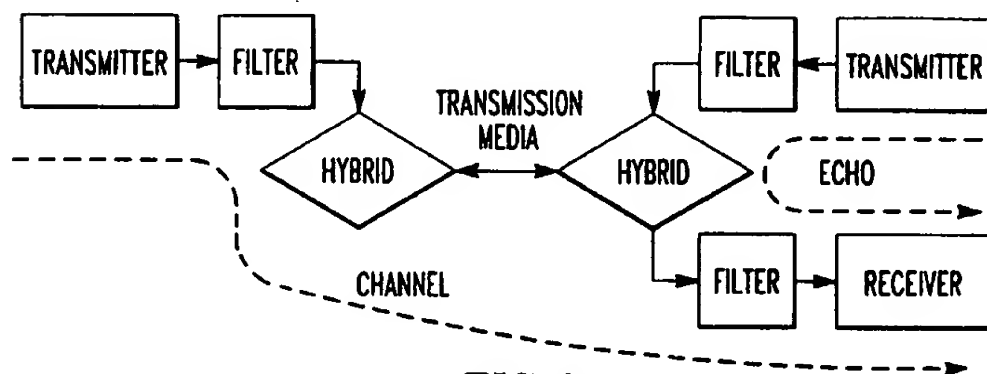 TRANSMITTER
FILTER
FILTER
TRANSMITTER
TRANSMISSION
MEDIA
HYBRID
HYBRID
ECHO
CHANNEL
FILTER
RECEIVER